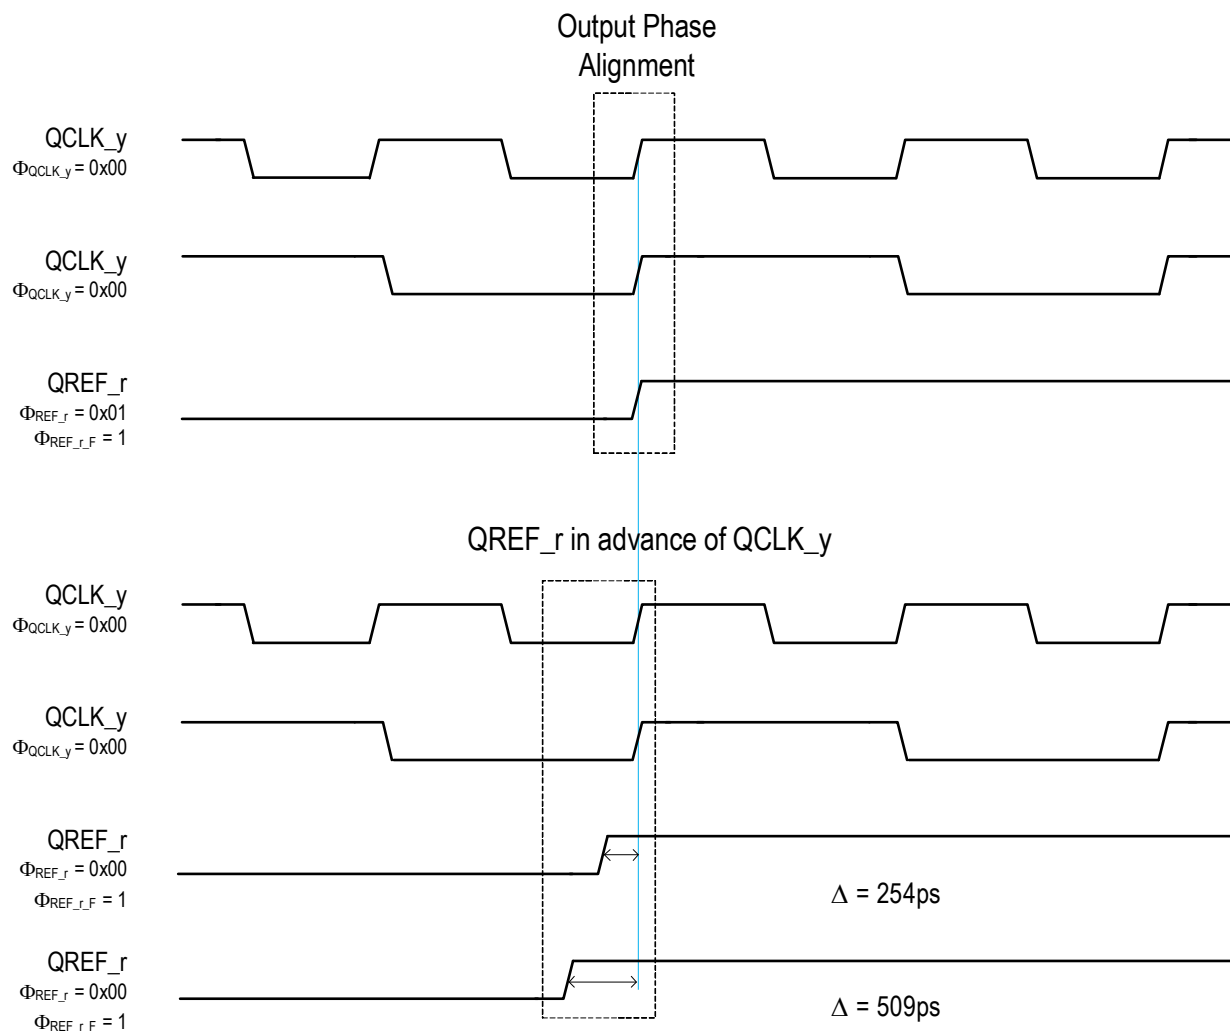 Output Phase
Alignment
QCLK_y
ΦQCLK_y = 0x00
QCLK_y
ΦQCLK_y = 0x00
QREF_r
ΦREF_r = 0x01
ΦREF_r_F = 1
QREF_r in advance of QCLK_y
QCLK_y
ΦQCLK_y = 0x00
QCLK_y
ΦQCLK_y = 0x00
QREF_r
ΦREF_r = 0x00
ΦREF_r_F = 1
Δ = 254ps
QREF_r
ΦREF_r = 0x00
ΦREF_r_F = 1
Δ = 509ps